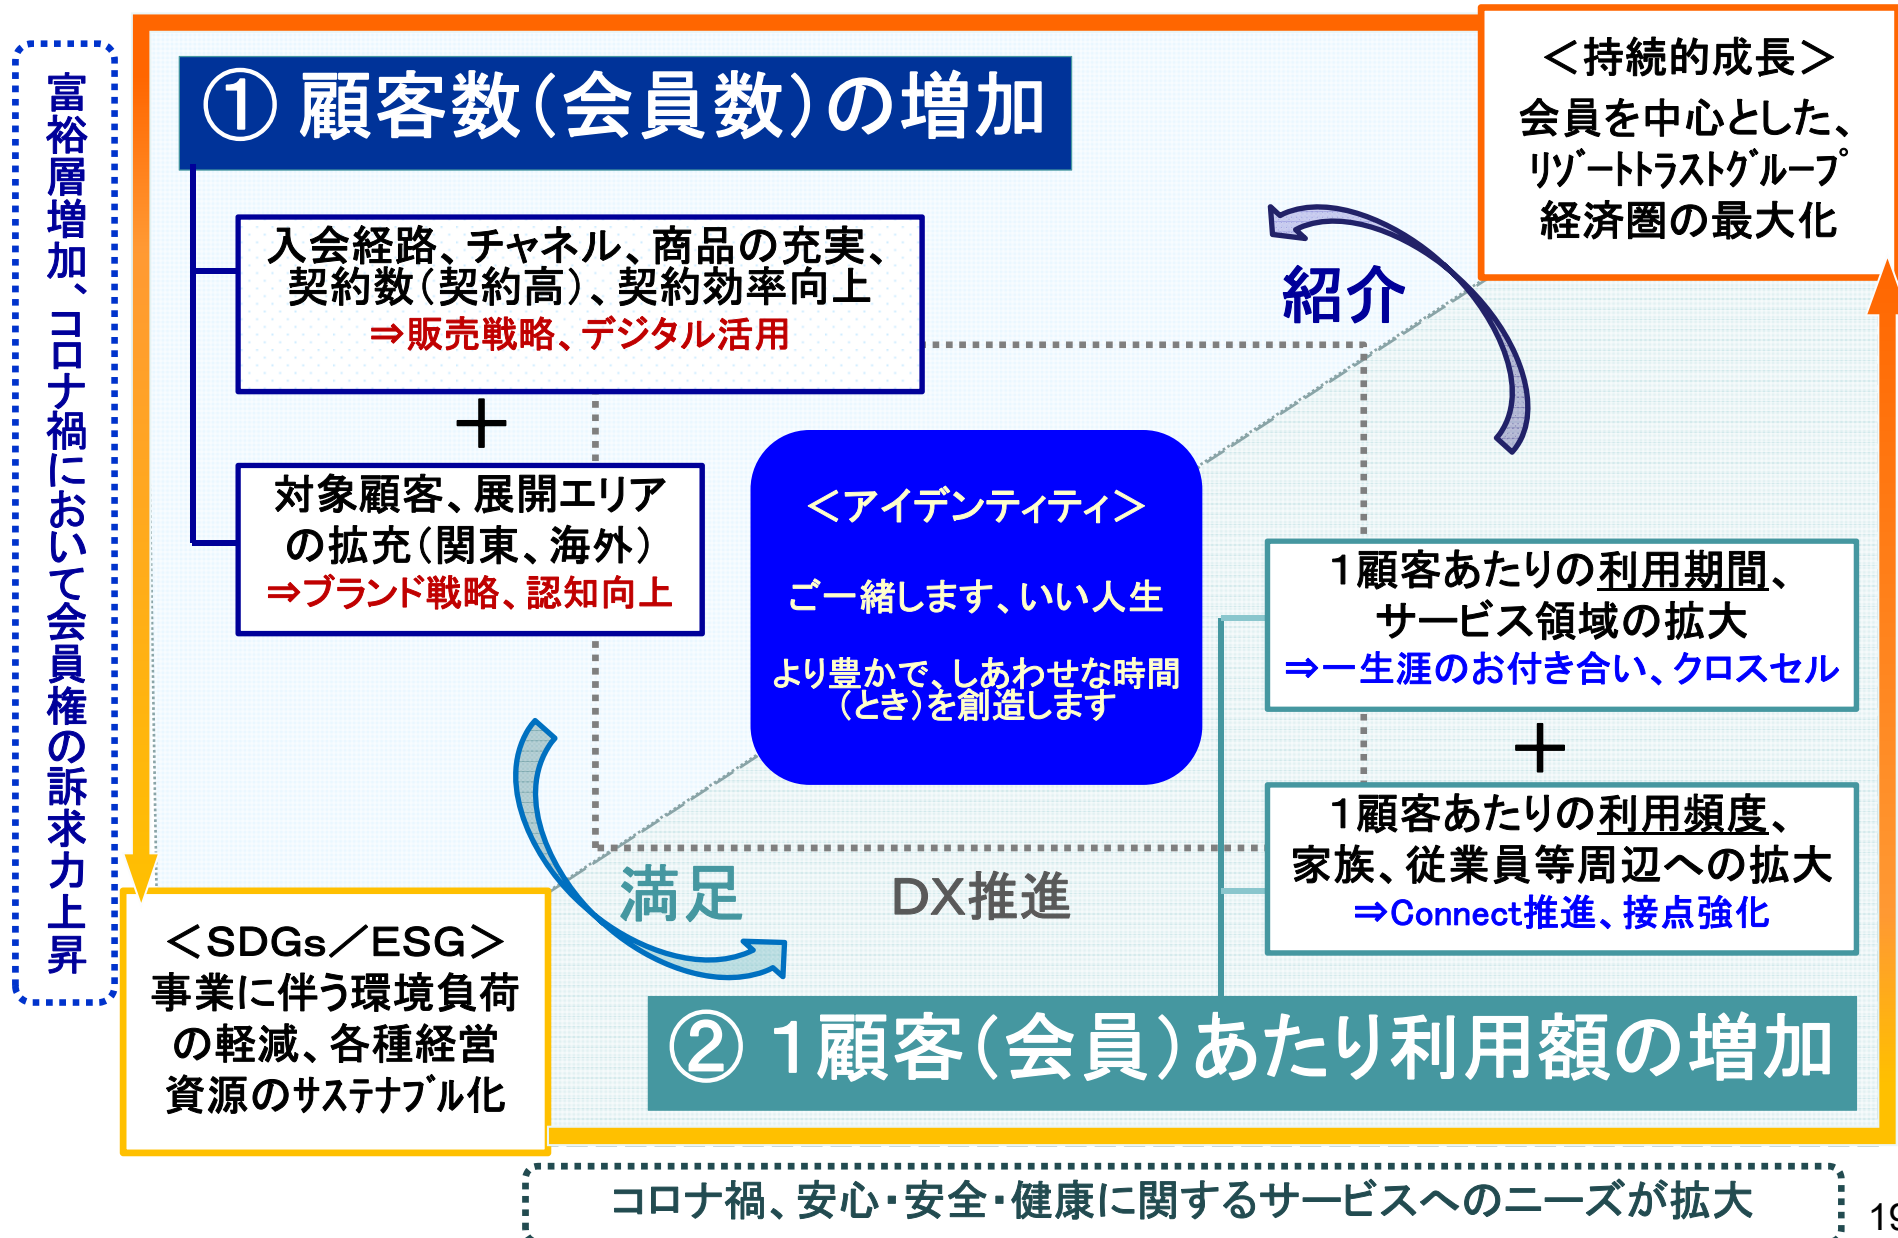 富裕層増加、コロナ禍において会員権の訴求力上昇
① 顧客数（会員数）の増加
入会経路、チャネル、商品の充実、
契約数（契約高）、契約効率向上
⇒販売戦略、デジタル活用
＋
対象顧客、展開エリア
の拡充（関東、海外）
⇒ブランド戦略、認知向上
＜持続的成長＞
会員を中心とした、
ﾘｿﾞｰﾄﾄﾗｽﾄｸﾞﾙｰﾌﾟ
経済圏の最大化
紹介
＜アイデンティティ＞
ご一緒します、いい人生
より豊かで、しあわせな時間
（とき）を創造します
1顧客あたりの利用期間、
サービス領域の拡大
⇒一生涯のお付き合い、クロスセル
＋
1顧客あたりの利用頻度、
家族、従業員等周辺への拡大
⇒Connect推進、接点強化
満足
DX推進
＜SDGs／ESG＞
事業に伴う環境負荷
の軽減、各種経営
資源のｻｽﾃﾅﾌﾞﾙ化
② 1顧客（会員）あたり利用額の増加
コロナ禍、安心・安全・健康に関するサービスへのニーズが拡大
19